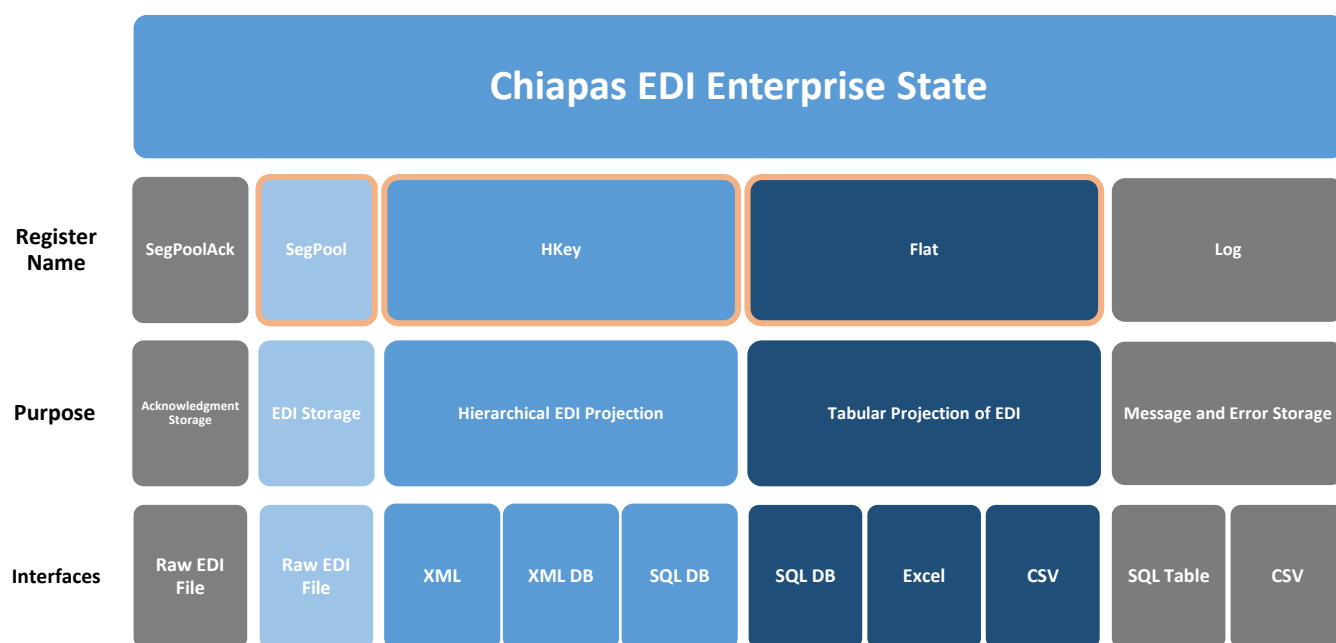 Chiapas EDI Enterprise State
Register
Name
SegPoolAck
SegPool
HKey
Flat
Log
Purpose
Acknowledgment
Storage
EDI Storage
Hierarchical EDI Projection
Tabular Projection of EDI
Message and Error Storage
Interfaces
Raw EDI
File
Raw EDI
File
XML
XML DB
SQL DB
SQL DB
Excel
CSV
SQL Table
CSV